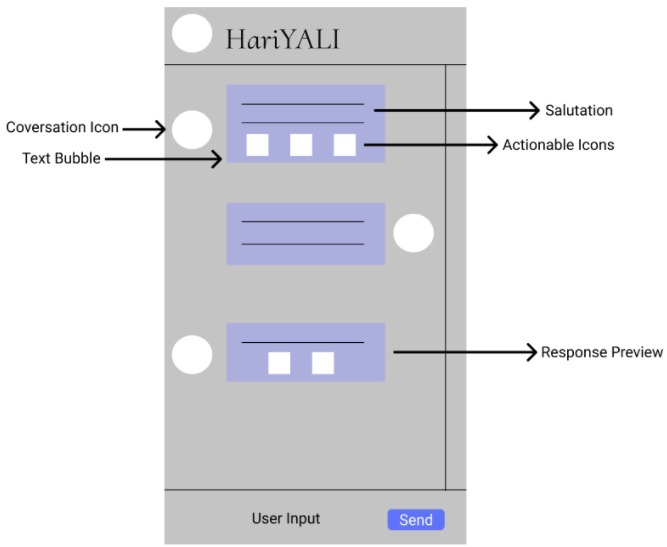 HariYALI
Salutation
Coversation Icon
Actionable Icons
Text Bubble
Response Preview
User Input
Send